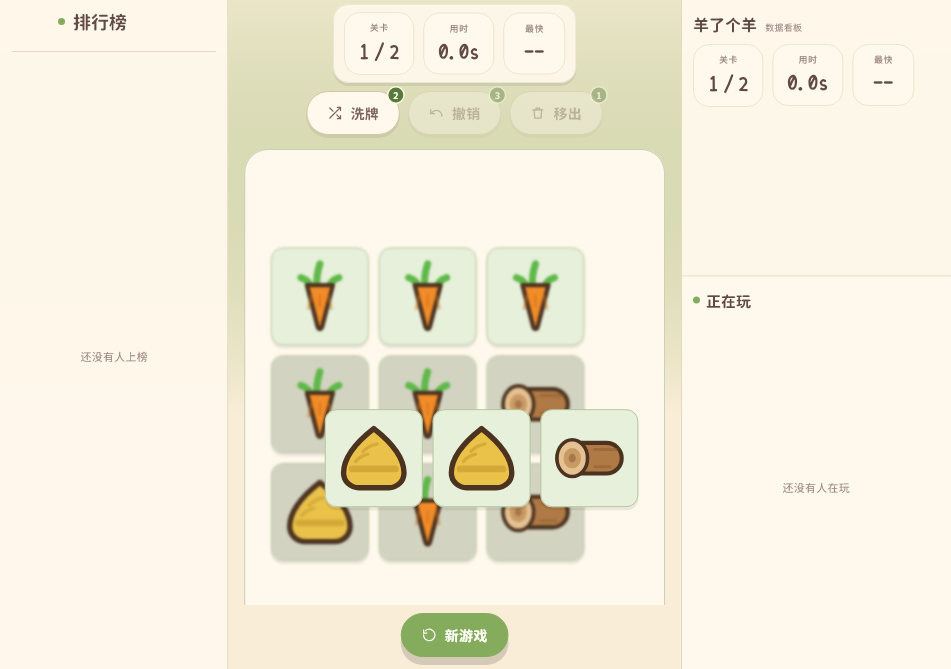 排行榜
还没有人上榜
关卡
1/2
用时
0.0s
最快
--
洗牌
2
撤销
3
移出
1
新游戏
羊了个羊 数据看板
关卡
1/2
用时
0.0s
最快
--
正在玩
还没有人在玩